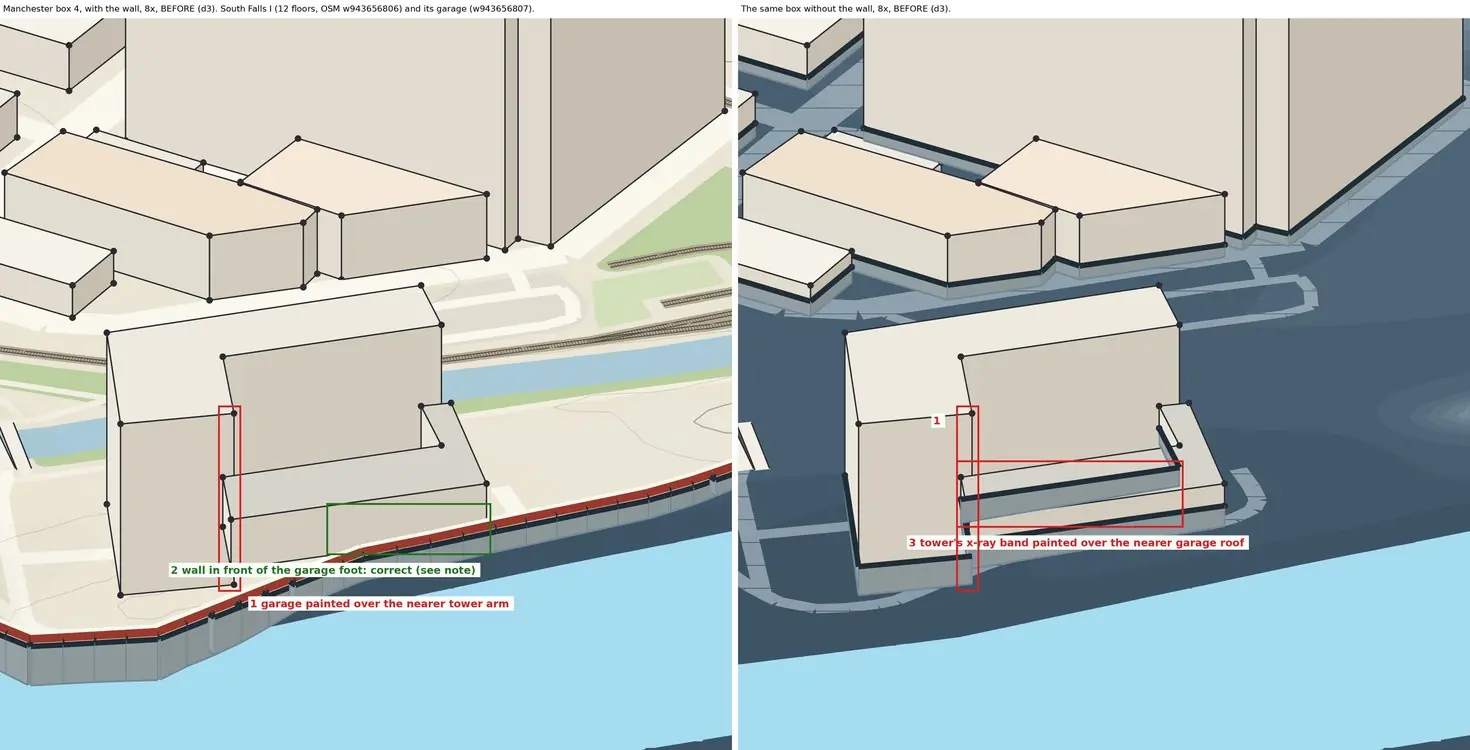 Manchester box 4, with the wall, 8x, BEFORE (d3). South Falls I (12 floors, OSM w943656806) and its garage (w943656807).
The same box without the wall, 8x, BEFORE (d3).
1
2 wall in front of the garage foot: correct (see note)
3 tower's x-ray band painted over the nearer garage roof
1 garage painted over the nearer tower arm